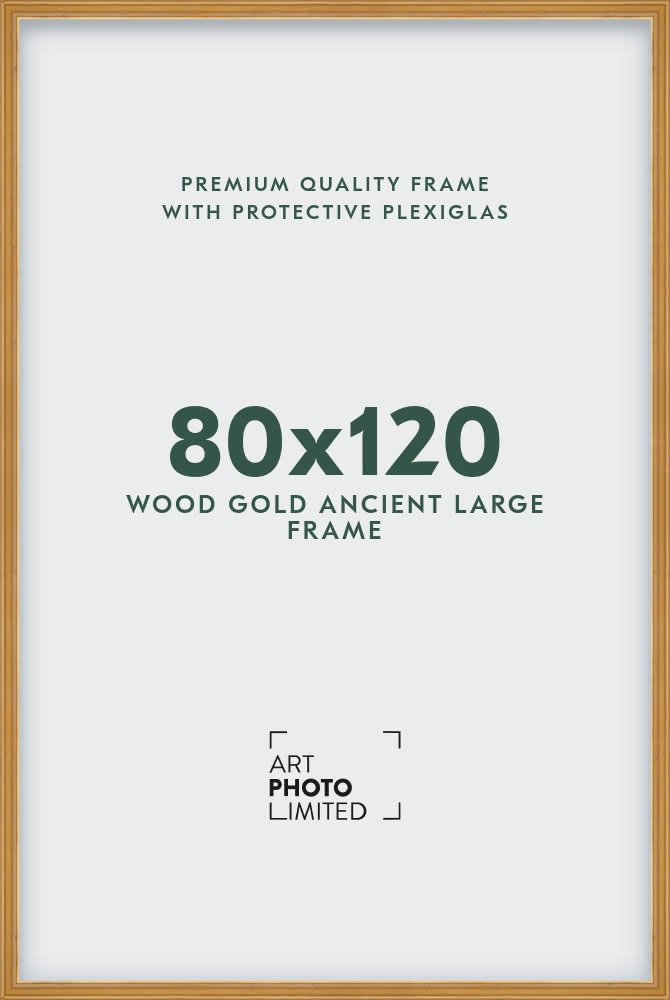 PREMIUM QUALITY FRAME
WITH PROTECTIVE PLEXIGLAS
80x120
WOOD GOLD ANCIENT LARGE
FRAME
ART
PHOTO
LIMITED